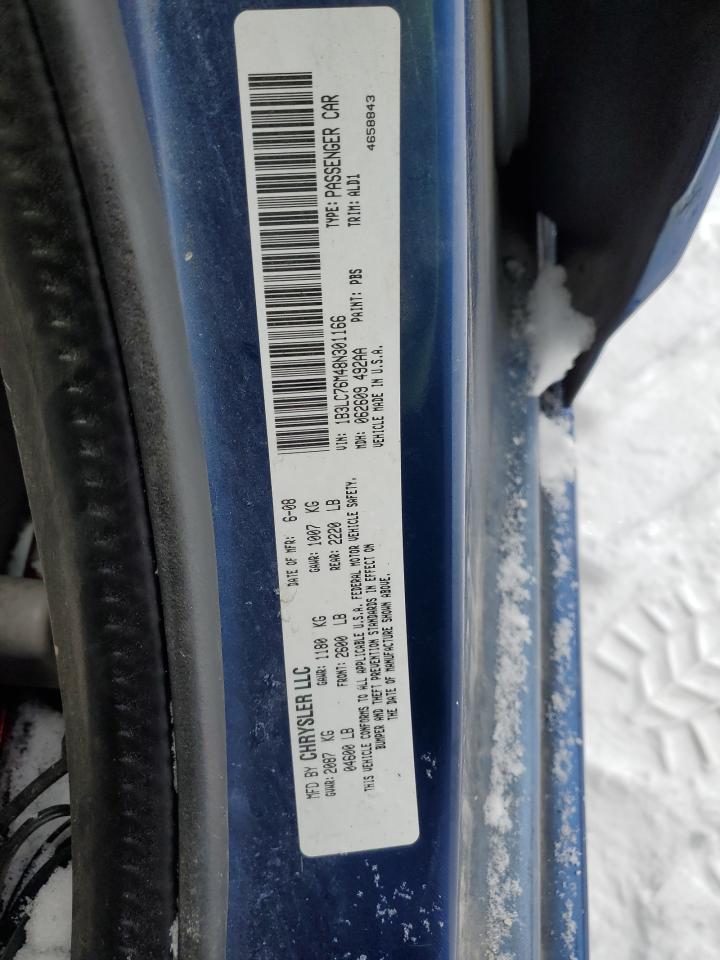 MFD BY CHRYSLER LLC DATE OF MFR: 6-08
GVWR: 2087 KG GAWR: 1180 KG GAWR: 1007 KG
04600 LB FRONT: 2600 LB REAR: 2220 LB
THIS VEHICLE CONFORMS TO ALL APPLICABLE U.S.A. FEDERAL MOTOR VEHICLE SAFETY,
BUMPER AND THEFT PREVENTION STANDARDS IN EFFECT ON
THE DATE OF MANUFACTURE SHOWN ABOVE.
VIN: 1B3LC76M48N301166 TYPE: PASSENGER CAR
MDH: 062609 492AA PAINT: PBS TRIM: ALD1
VEHICLE MADE IN U.S.A. 4658843